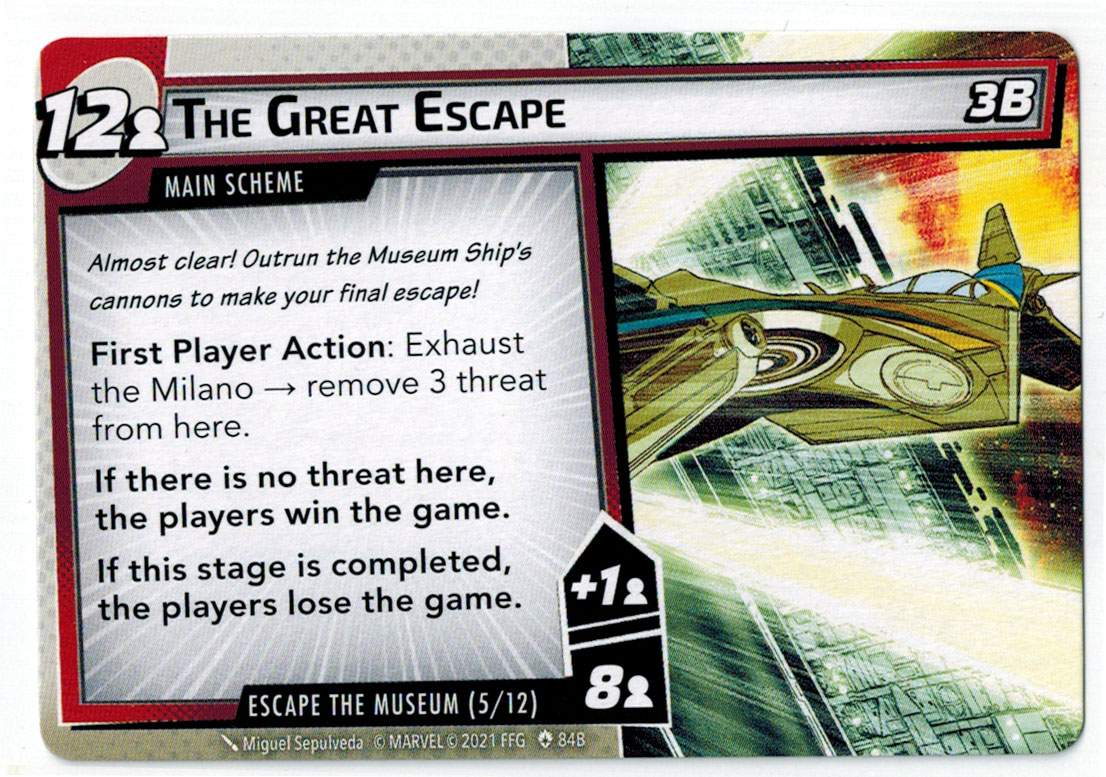 12
THE GREAT ESCAPE
3B
MAIN SCHEME
Almost clear! Outrun the Museum Ship's
cannons to make your final escape!
First Player Action: Exhaust
the Milano → remove 3 threat
from here.
If there is no threat here,
the players win the game.
If this stage is completed,
the players lose the game.
+1
8
ESCAPE THE MUSEUM (5/12)
Miguel Sepulveda © MARVEL © 2021 FFG 84B